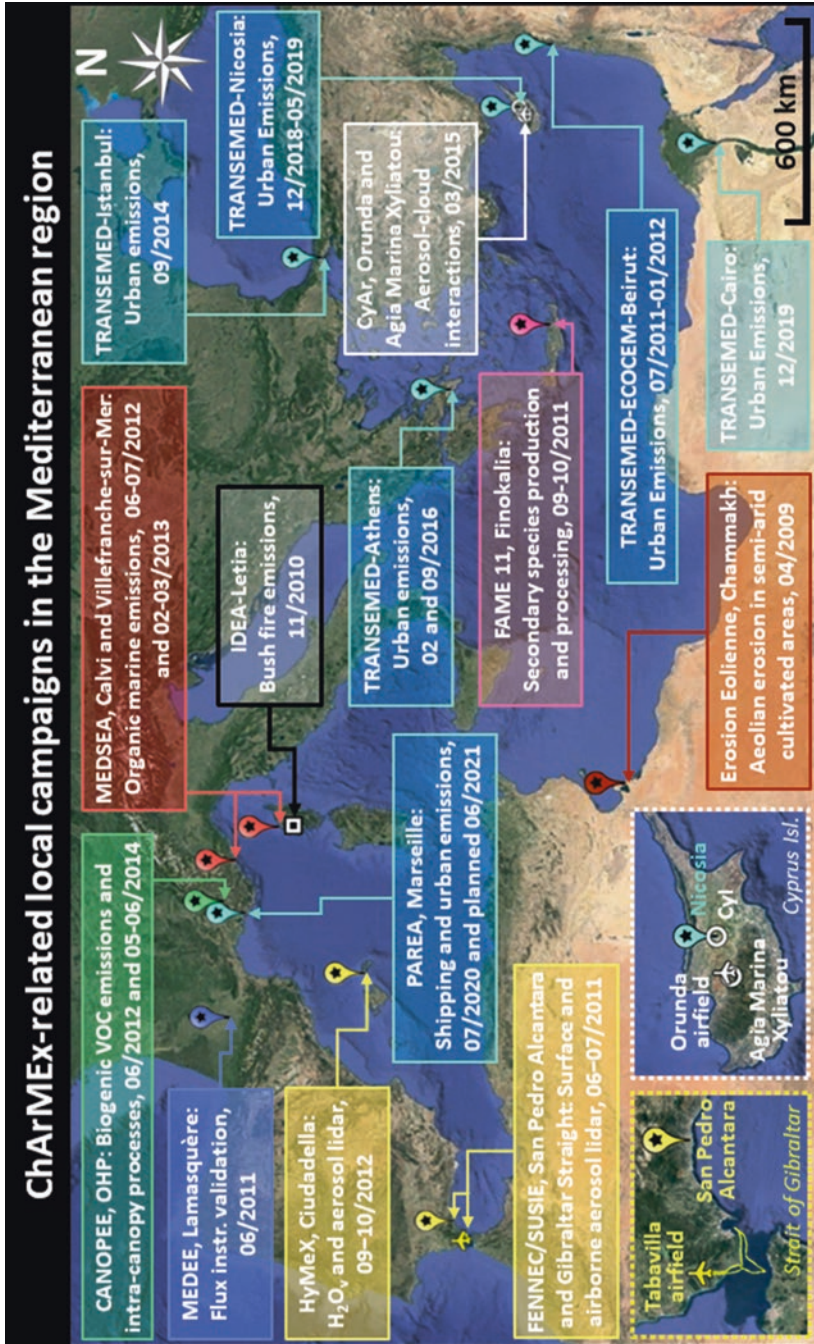 ChArMEx-related local campaigns in the Mediterranean region
CANOPEE, OHP: Biogenic VOC emissions and
intra-canopy processes, 06/2012 and 05-06/2014
MEDSEA, Calvi and Villefranche-sur-Mer:
Organic marine emissions, 06-07/2012
and 02-03/2013
TRANSEMED-Istanbul:
Urban emissions,
09/2014
N
MEDEE, Lamasquère:
Flux instr. validation,
06/2011
IDEA-Letia:
Bush fire emissions,
11/2010
TRANSEMED-Nicosia:
Urban Emissions,
12/2018-05/2019
HyMeX, Ciudadella:
H₂Oᵥ and aerosol lidar,
09–10/2012
TRANSEMED-Athens:
Urban emissions,
02 and 09/2016
CyAr, Orunda and
Agia Marina Xyliatou:
Aerosol-cloud
interactions, 03/2015
PAREA, Marseille:
Shipping and urban emissions,
07/2020 and planned 06/2021
FAME 11, Finokalia:
Secondary species production
and processing, 09-10/2011
FENNEC/SUSIE, San Pedro Alcantara
and Gibraltar Straight: Surface and
airborne aerosol lidar, 06–07/2011
TRANSEMED-ECOCEM-Beirut:
Urban Emissions, 07/2011-01/2012
Tabavilla
airfield
San Pedro
Alcantara
Strait of Gibraltar
Orunda
airfield
Nicosia
CyI
Agia Marina
Xyliatou
Cyprus Isl.
Erosion Eolienne, Chammakh:
Aeolian erosion in semi-arid
cultivated areas, 04/2009
TRANSEMED-Cairo:
Urban Emissions,
12/2019
600 km